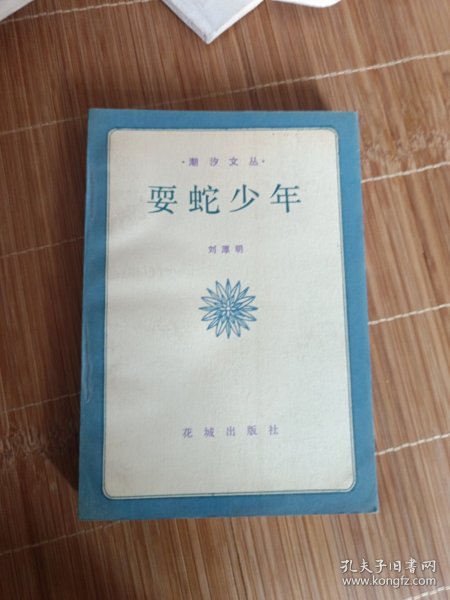 ·潮汐文丛·
耍蛇少年
刘厚明
花城出版社
孔夫子旧书网
www.kongfz.com